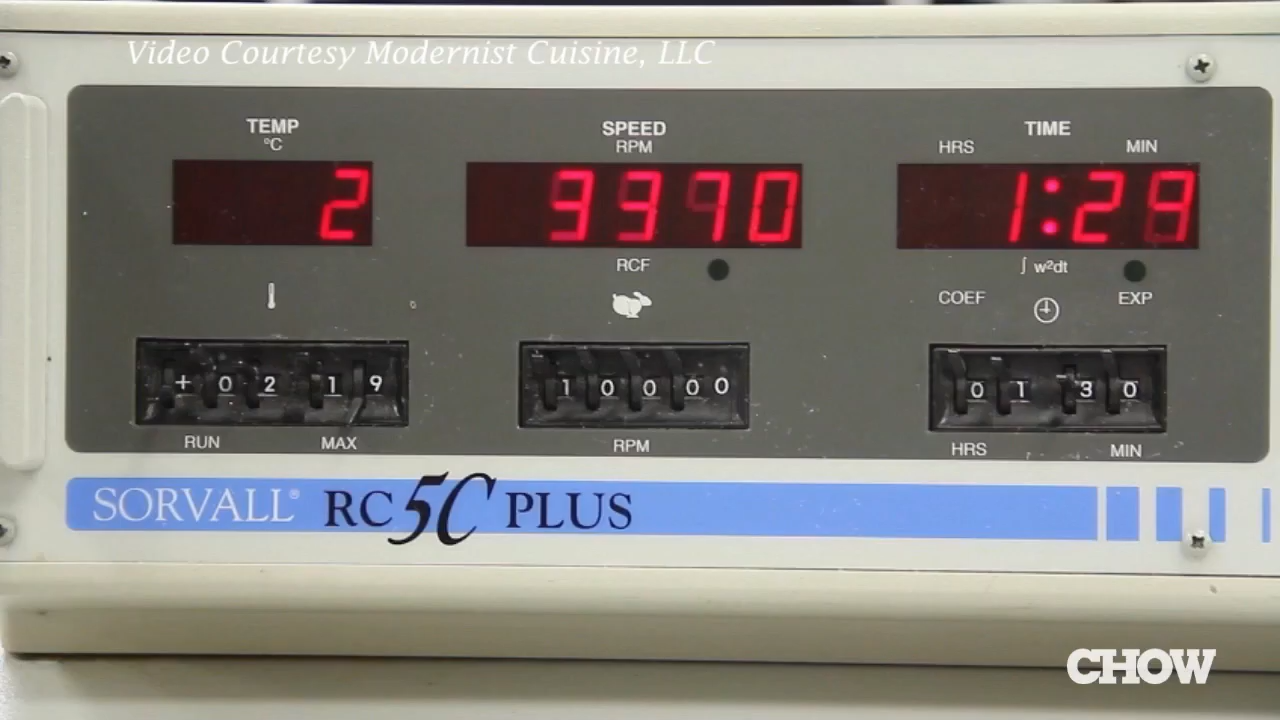 Video Courtesy Modernist Cuisine, LLC
TEMP
°C
2
SPEED
RPM
TIME
HRS MIN
1:29
RCF
∫ w²dt
COEF EXP
+ 0 2 1 9
1 0 0 0 0
0 1 3 0
RUN MAX
RPM
HRS MIN
SORVALL® RC 5C PLUS
CHOW